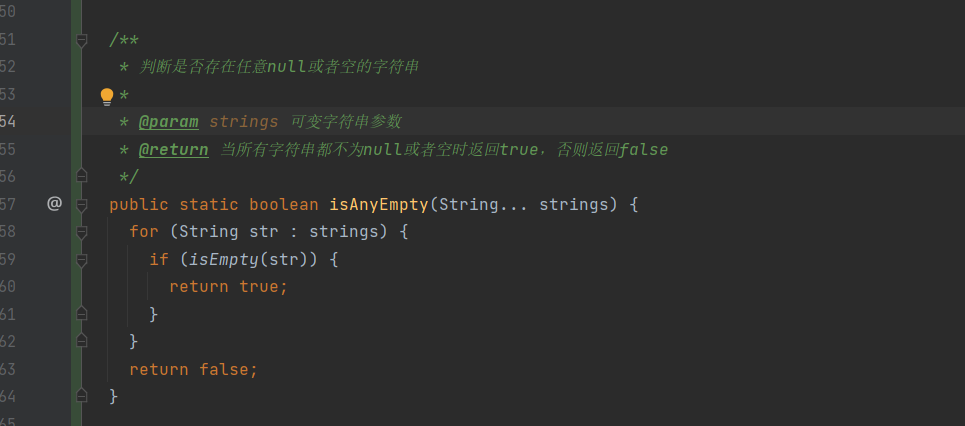 50
51 /**
52 * 判断是否存在任意null或者空的字符串
53 *
54 * @param strings 可变字符串参数
55 * @return 当所有字符串都不为null或者空时返回true，否则返回false
56 */
57 @ public static boolean isAnyEmpty(String... strings) {
58 for (String str : strings) {
59 if (isEmpty(str)) {
60 return true;
61 }
62 }
63 return false;
64 }
65